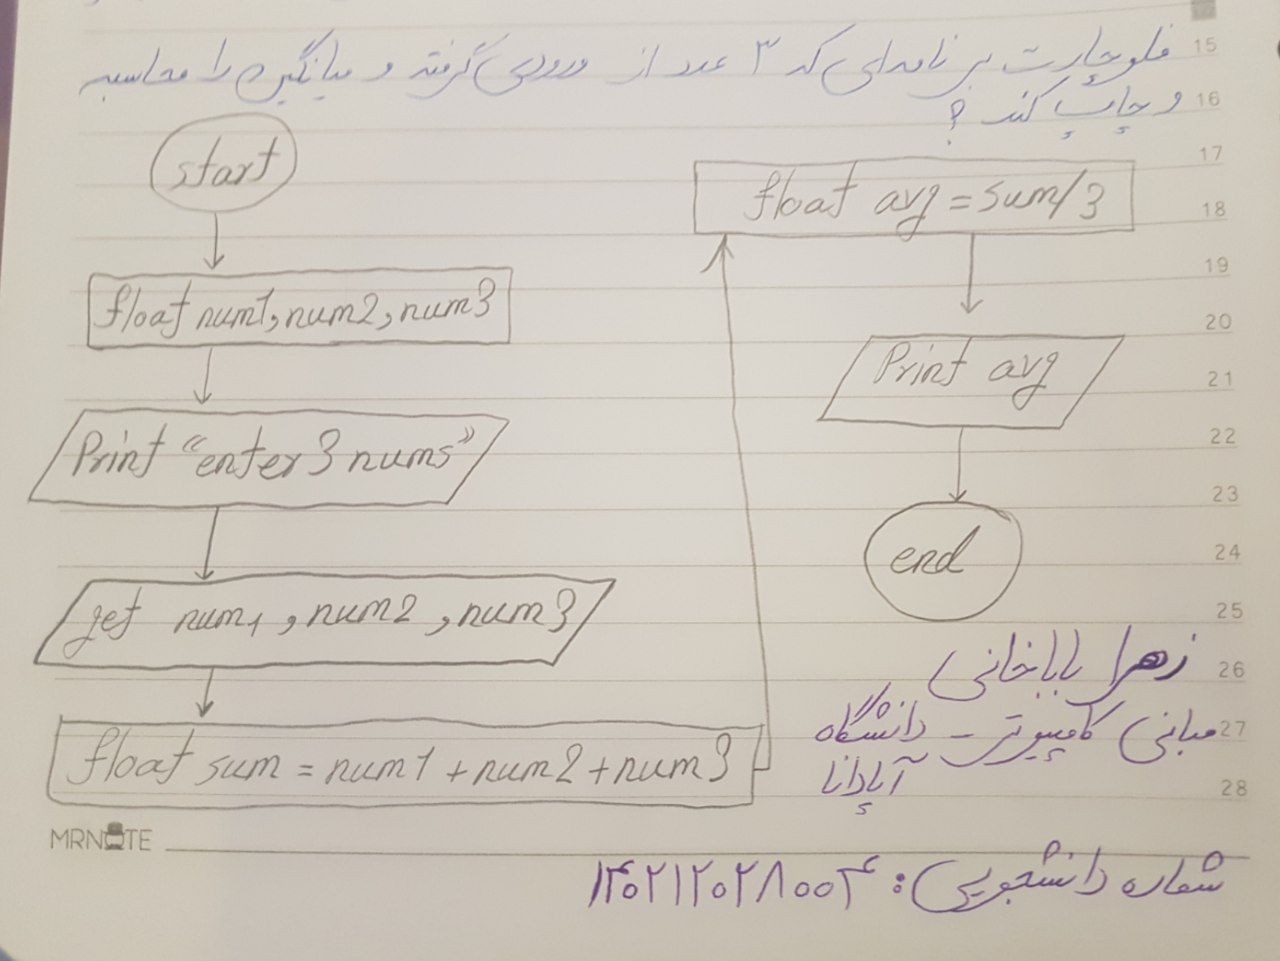 فلوچارت برنامه‌ای که ۳ عدد از ورودی گرفته و میانگین را محاسبه
و چاپ کند ؟
start
float num1, num2, num3
Print "enter 3 nums"
get num1, num2, num3
float sum = num1 + num2 + num3
float avg = sum/3
Print avg
end
زهرا باباخانی
مبانی کامپیوتر - دانشگاه
آپادانا
شماره دانشجویی: ۱۴۰۲۱۲۰۲۸۰۰۴
MRNOTE
15
16
17
18
19
20
21
22
23
24
25
26
27
28